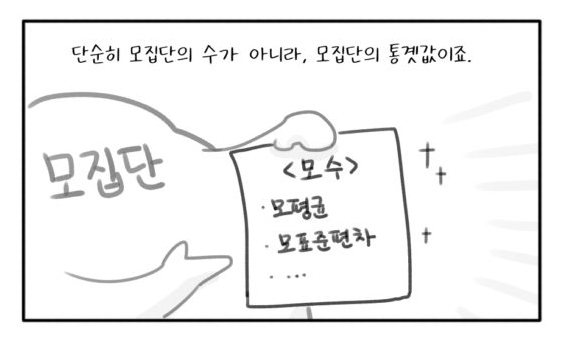 단순히 모집단의 수가 아니라, 모집단의 통곗값이죠.
모집단
<모수>
· 모평균
· 모표준편차
· ...